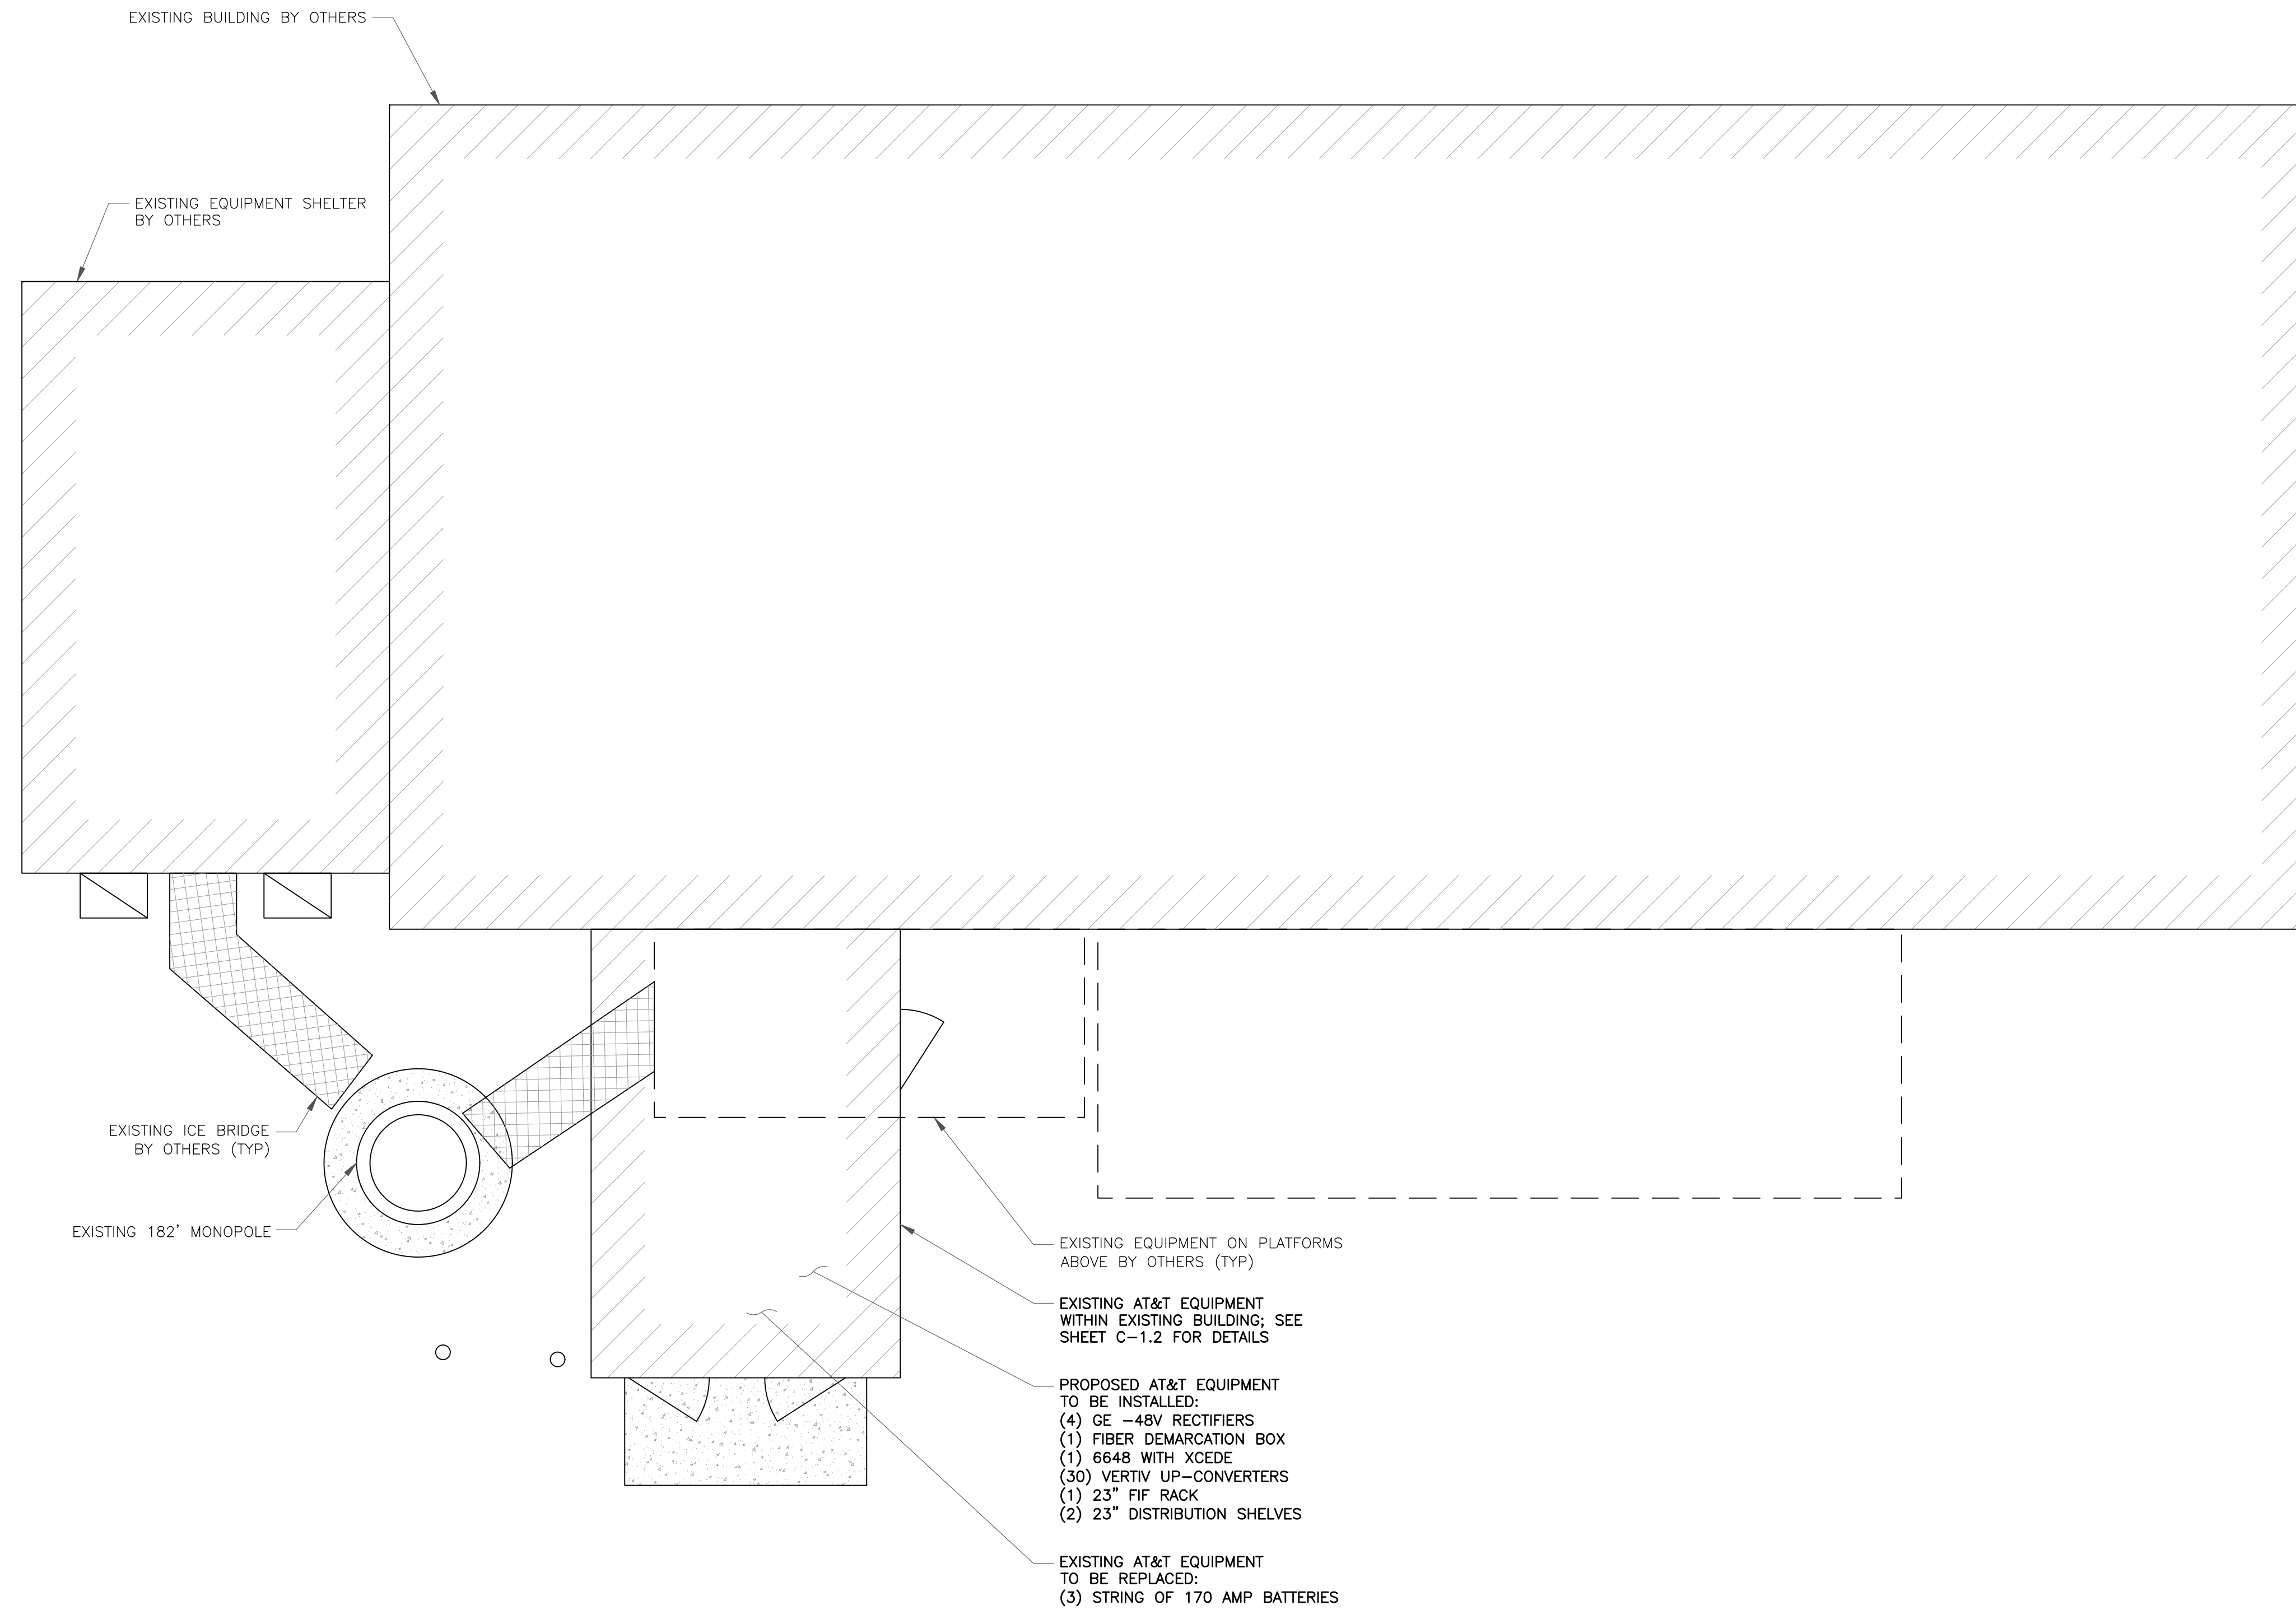 EXISTING BUILDING BY OTHERS
EXISTING EQUIPMENT SHELTER
BY OTHERS
EXISTING ICE BRIDGE
BY OTHERS (TYP)
EXISTING 182' MONOPOLE
EXISTING EQUIPMENT ON PLATFORMS
ABOVE BY OTHERS (TYP)
EXISTING AT&T EQUIPMENT
WITHIN EXISTING BUILDING; SEE
SHEET C-1.2 FOR DETAILS
PROPOSED AT&T EQUIPMENT
TO BE INSTALLED:
(4) GE -48V RECTIFIERS
(1) FIBER DEMARCATION BOX
(1) 6648 WITH XCEDE
(30) VERTIV UP-CONVERTERS
(1) 23" FIF RACK
(2) 23" DISTRIBUTION SHELVES
EXISTING AT&T EQUIPMENT
TO BE REPLACED:
(3) STRING OF 170 AMP BATTERIES